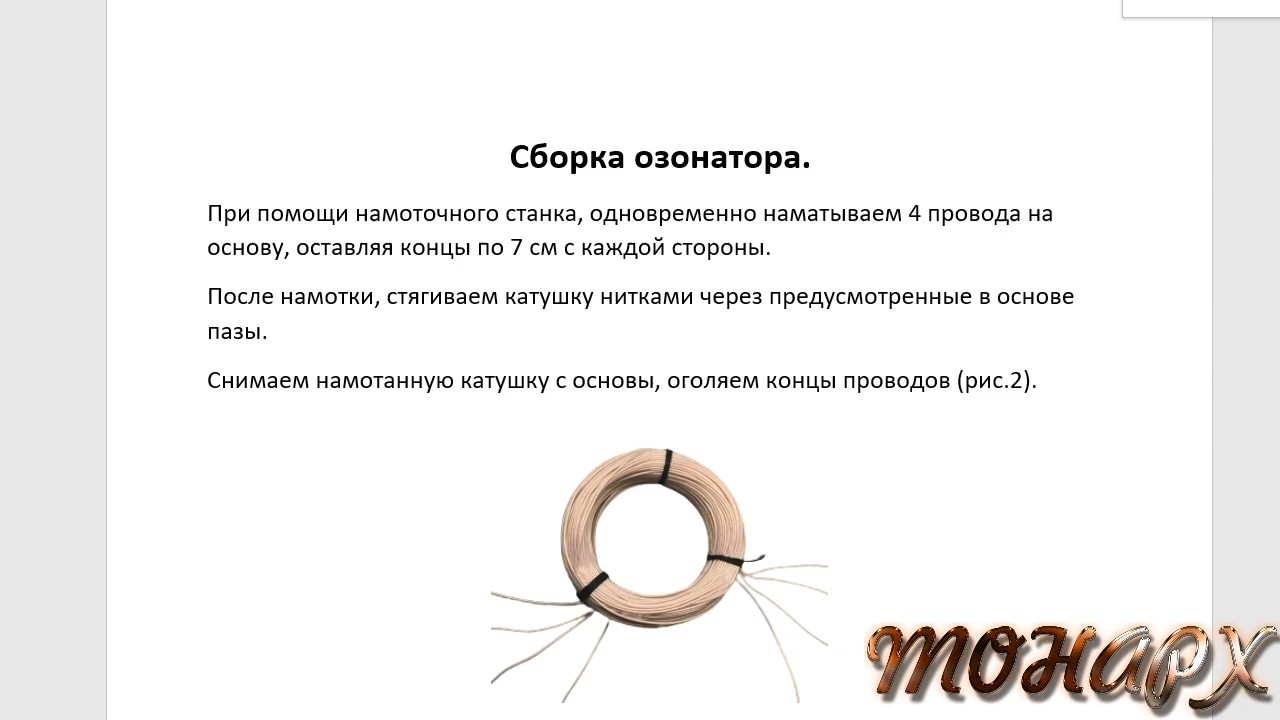 Сборка озонатора.
При помощи намоточного станка, одновременно наматываем 4 провода на
основу, оставляя концы по 7 см с каждой стороны.
После намотки, стягиваем катушку нитками через предусмотренные в основе
пазы.
Снимаем намотанную катушку с основы, оголяем концы проводов (рис.2).
тонарх